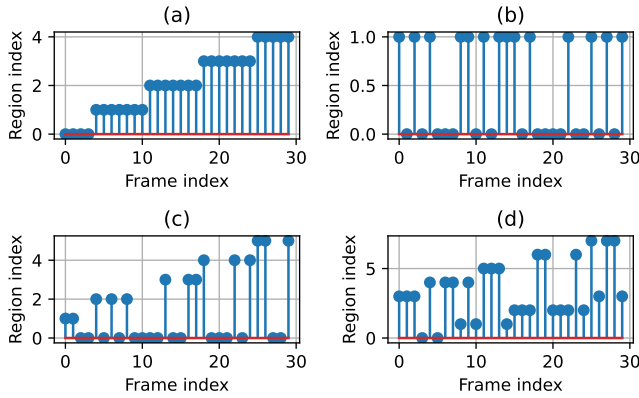 (a)
Region index
4
2
0
0 10 20 30
Frame index
(b)
Region index
1.0
0.5
0.0
0 10 20 30
Frame index
(c)
Region index
4
2
0
0 10 20 30
Frame index
(d)
Region index
5
0
0 10 20 30
Frame index